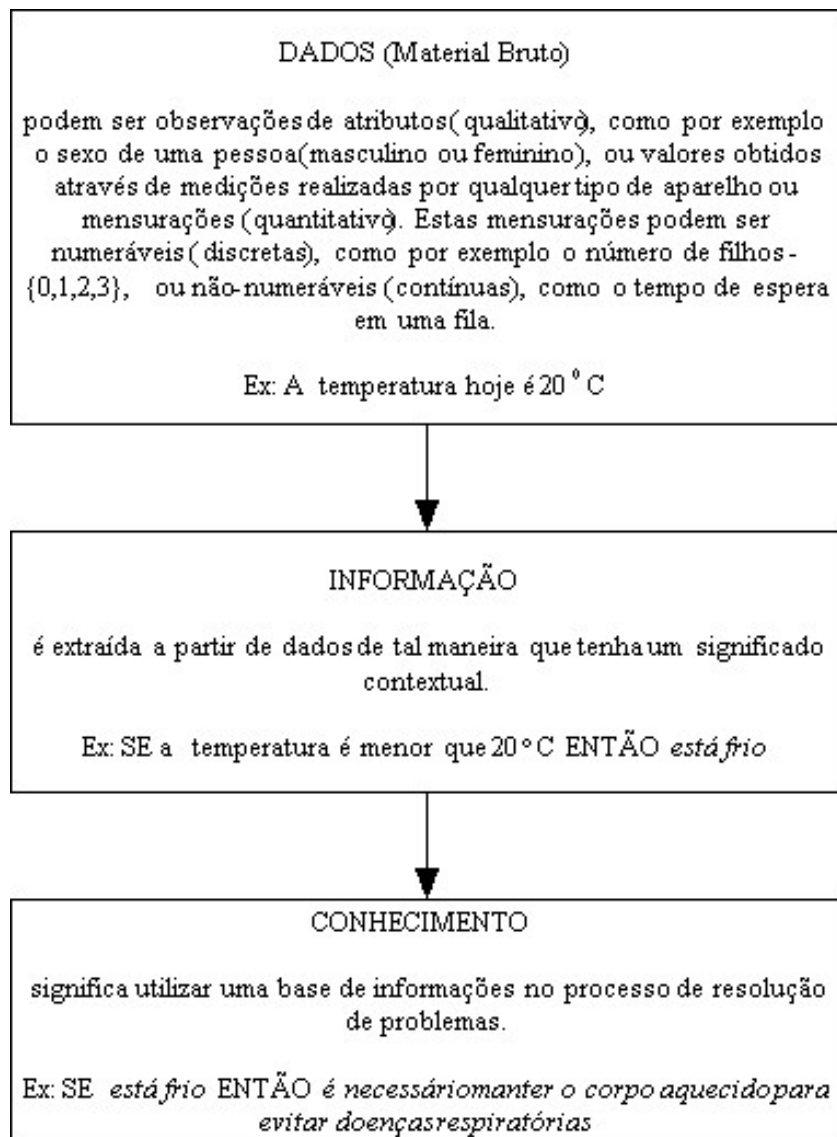 DADOS (Material Bruto)
podem ser observações de atributos (qualitativo), como por exemplo
o sexo de uma pessoa (masculino ou feminino), ou valores obtidos
através de medições realizadas por qualquer tipo de aparelho ou
mensurações (quantitativo). Estas mensurações podem ser
numeráveis (discretas), como por exemplo o número de filhos -
{0,1,2,3}, ou não-numeráveis (contínuas), como o tempo de espera
em uma fila.
Ex: A temperatura hoje é 20 ⁰ C
INFORMAÇÃO
é extraída a partir de dados de tal maneira que tenha um significado
contextual.
Ex: SE a temperatura é menor que 20 º C ENTÃO está frio
CONHECIMENTO
significa utilizar uma base de informações no processo de resolução
de problemas.
Ex: SE está frio ENTÃO é necessário manter o corpo aquecido para
evitar doenças respiratórias